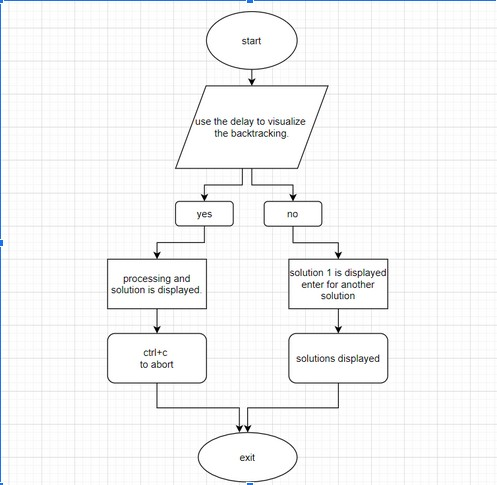 start
use the delay to visualize
the backtracking.
yes
no
processing and
solution is displayed.
solution 1 is displayed
enter for another
solution
ctrl+c
to abort
solutions displayed
exit